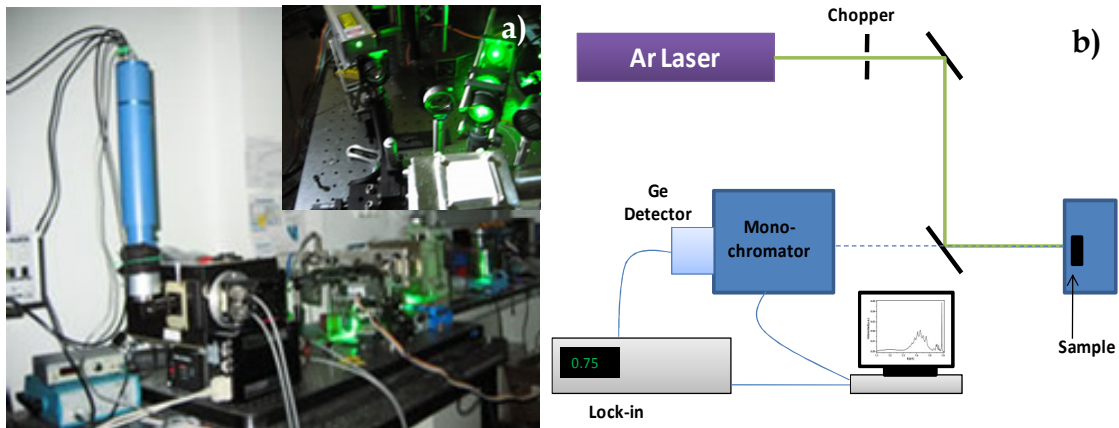 a)
b)
Chopper
Ar Laser
Ge
Detector
Mono-
chromator
0.75
Lock-in
Sample